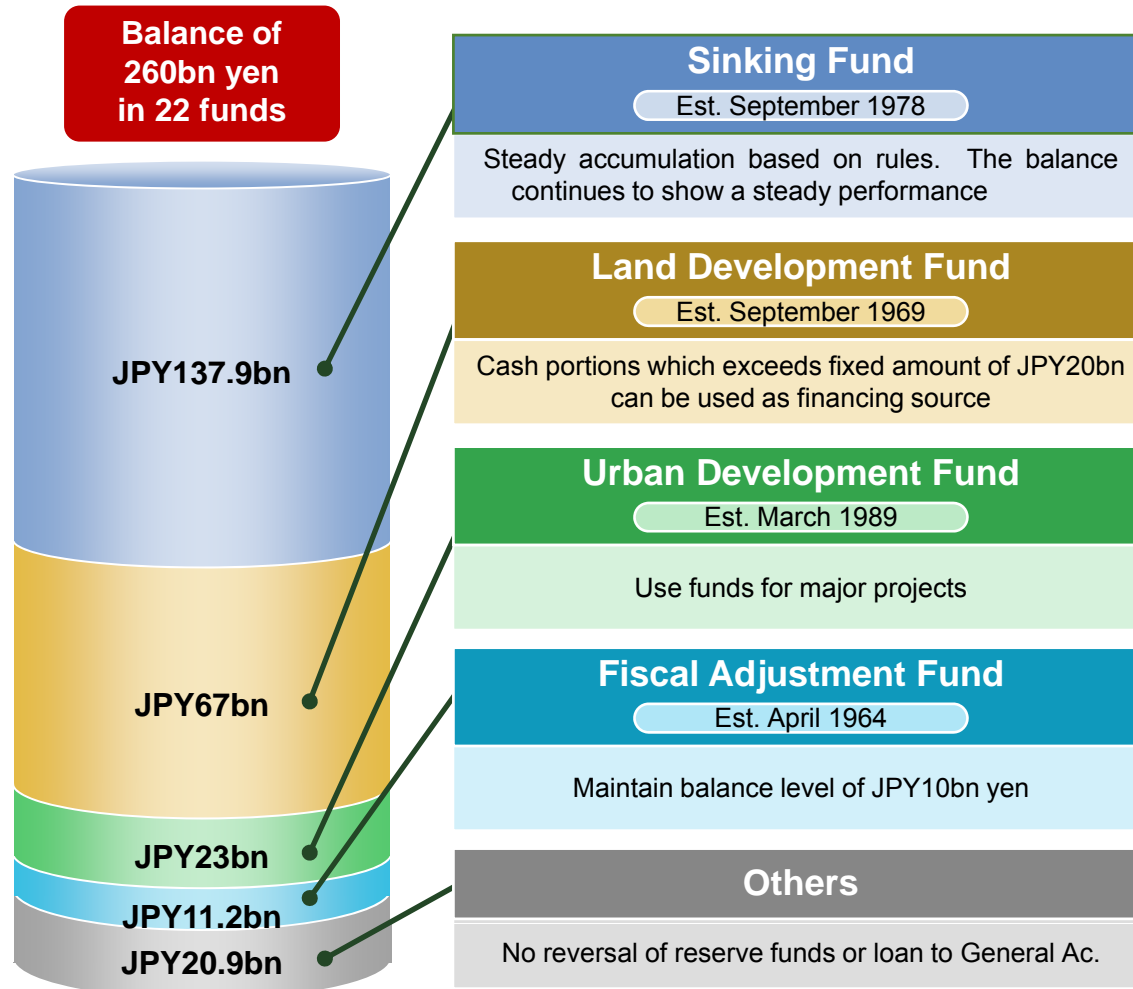 Balance of
260bn yen
in 22 funds
JPY137.9bn
JPY67bn
JPY23bn
JPY11.2bn
JPY20.9bn
Sinking Fund
Est. September 1978
Steady accumulation based on rules. The balance
continues to show a steady performance
Land Development Fund
Est. September 1969
Cash portions which exceeds fixed amount of JPY20bn
can be used as financing source
Urban Development Fund
Est. March 1989
Use funds for major projects
Fiscal Adjustment Fund
Est. April 1964
Maintain balance level of JPY10bn yen
Others
No reversal of reserve funds or loan to General Ac.